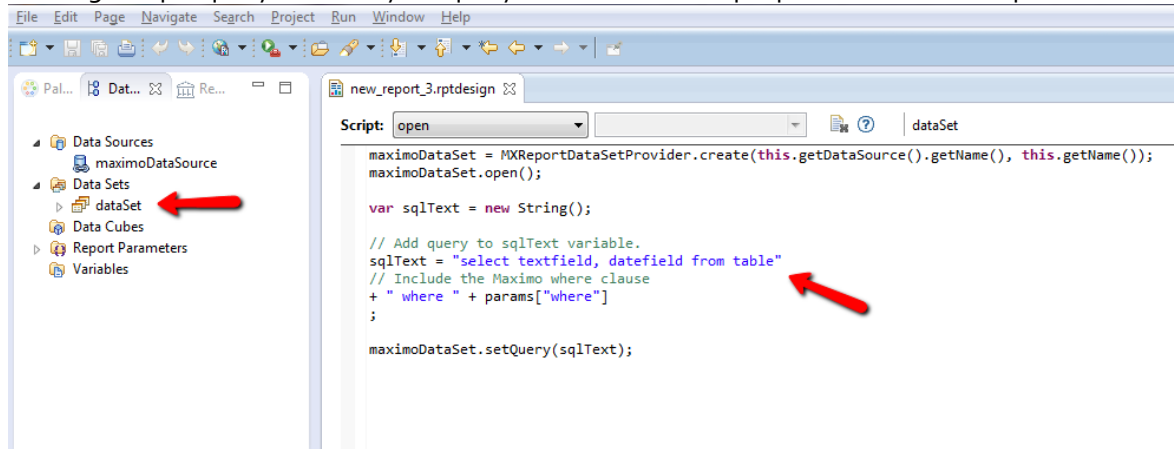 File Edit Page Navigate Search Project Run Window Help
Pal... Dat... Re...
new_report_3.rptdesign
Script: open dataSet
Data Sources
maximoDataSource
Data Sets
dataSet
Data Cubes
Report Parameters
Variables
maximoDataSet = MXReportDataSetProvider.create(this.getDataSource().getName(), this.getName());
maximoDataSet.open();
var sqlText = new String();
// Add query to sqlText variable.
sqlText = "select textfield, datefield from table"
// Include the Maximo where clause
+ " where " + params["where"]
;
maximoDataSet.setQuery(sqlText);